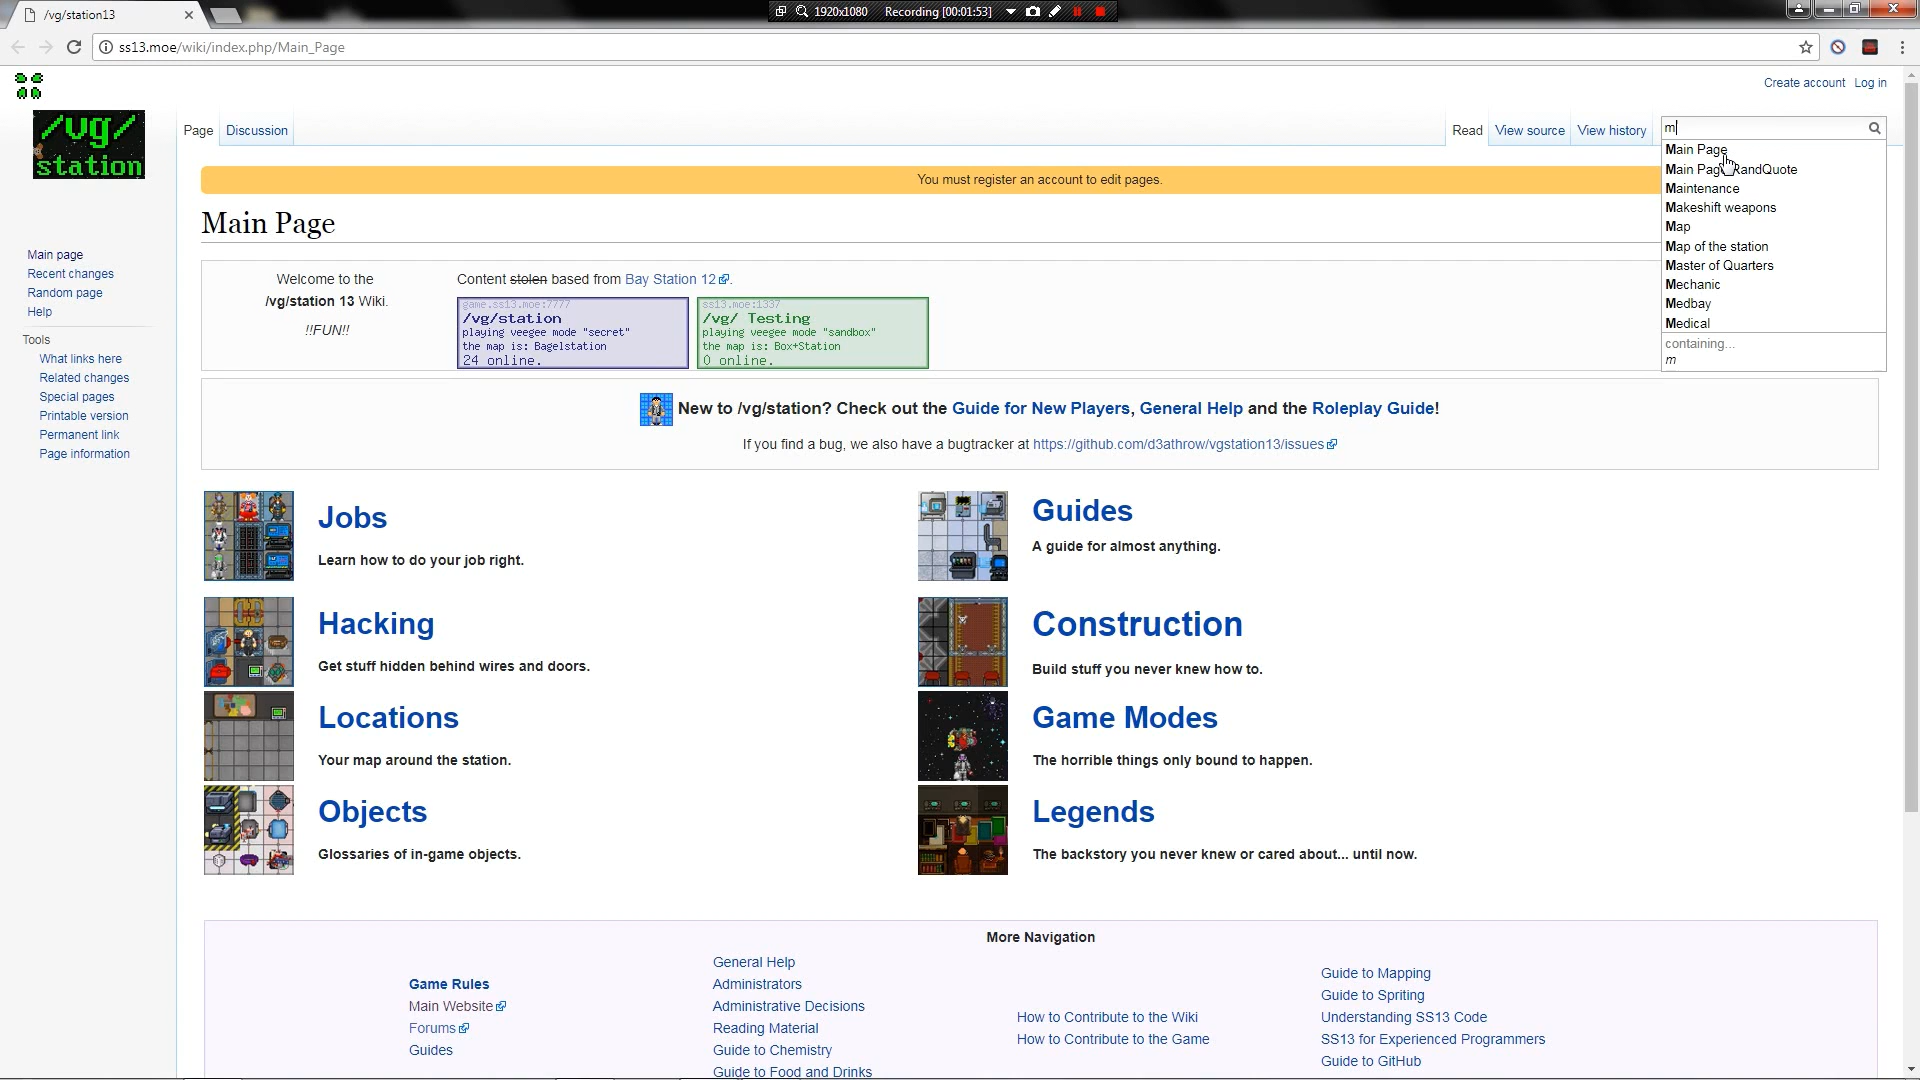 /vg/station13
1920x1080 Recording [00:01:53]
ss13.moe/wiki/index.php/Main_Page
Create account Log in
/vg/
station
Page Discussion
Read View source View history
m
Main Page
Main Page/RandQuote
Maintenance
Makeshift weapons
Map
Map of the station
Master of Quarters
Mechanic
Medbay
Medical
containing...
m
You must register an account to edit pages.
Main Page
Main page
Recent changes
Random page
Help
Tools
What links here
Related changes
Special pages
Printable version
Permanent link
Page information
Welcome to the
/vg/station 13 Wiki.
!!FUN!!
Content stolen based from Bay Station 12.
game.ss13.moe:7777
/vg/station
playing veegee mode "secret"
the map is: Bagelstation
24 online.
ss13.moe:1337
/vg/ Testing
playing veegee mode "sandbox"
the map is: Box+Station
0 online.
New to /vg/station? Check out the Guide for New Players, General Help and the Roleplay Guide!
If you find a bug, we also have a bugtracker at https://github.com/d3athrow/vgstation13/issues
Jobs
Learn how to do your job right.
Guides
A guide for almost anything.
Hacking
Get stuff hidden behind wires and doors.
Construction
Build stuff you never knew how to.
Locations
Your map around the station.
Game Modes
The horrible things only bound to happen.
Objects
Glossaries of in-game objects.
Legends
The backstory you never knew or cared about... until now.
More Navigation
Game Rules
Main Website
Forums
Guides
General Help
Administrators
Administrative Decisions
Reading Material
Guide to Chemistry
Guide to Food and Drinks
How to Contribute to the Wiki
How to Contribute to the Game
Guide to Mapping
Guide to Spriting
Understanding SS13 Code
SS13 for Experienced Programmers
Guide to GitHub